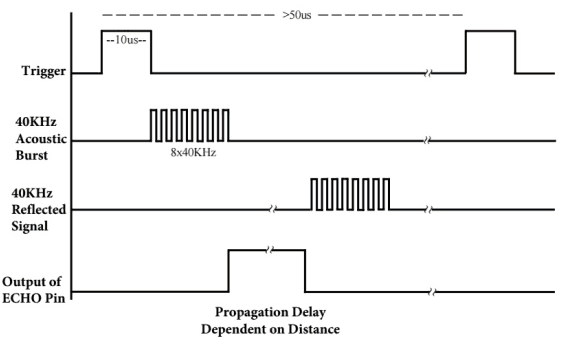 >50us
--10us--
Trigger
40KHz
Acoustic
Burst
8x40KHz
40KHz
Reflected
Signal
Output of
ECHO Pin
Propagation Delay
Dependent on Distance